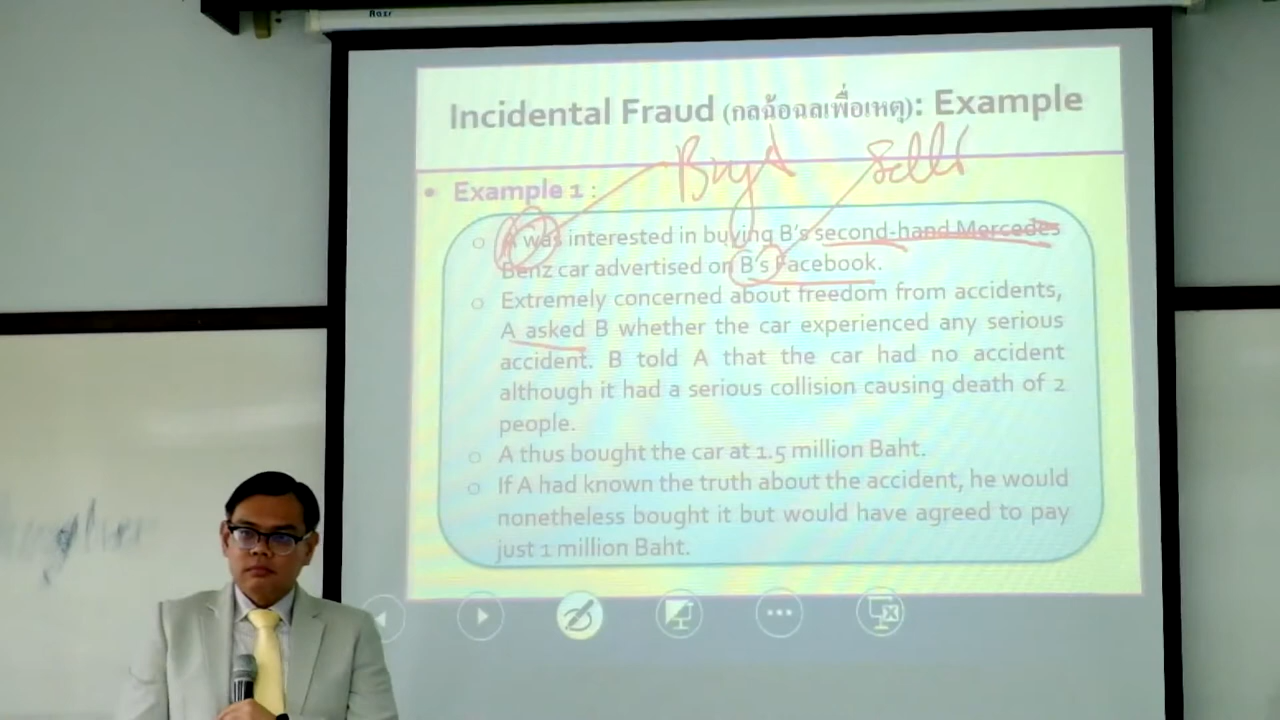 Incidental Fraud (กลฉ้อฉลเพื่อเหตุ): Example
Example 1 :
A was interested in buying B's second-hand Mercedes
Benz car advertised on B's Facebook.
Extremely concerned about freedom from accidents,
A asked B whether the car experienced any serious
accident. B told A that the car had no accident
although it had a serious collision causing death of 2
people.
A thus bought the car at 1.5 million Baht.
If A had known the truth about the accident, he would
nonetheless bought it but would have agreed to pay
just 1 million Baht.